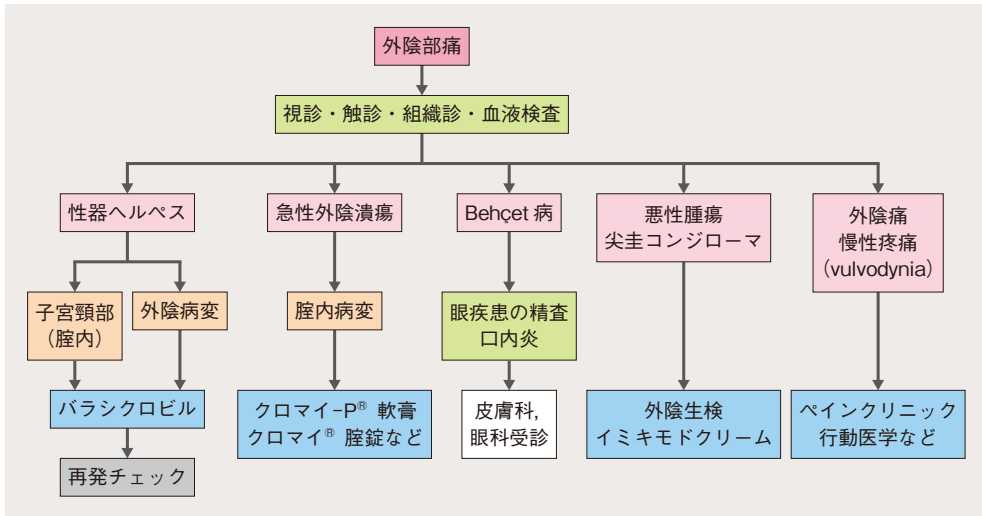 外陰部痛
視診・触診・組織診・血液検査
性器ヘルペス
急性外陰潰瘍
Behçet 病
悪性腫瘍
尖圭コンジローマ
外陰痛
慢性疼痛
(vulvodynia)
子宮頸部
（腟内）
外陰病変
腟内病変
眼疾患の精査
口内炎
バラシクロビル
クロマイ-P® 軟膏
クロマイ® 腟錠など
皮膚科,
眼科受診
外陰生検
イミキモドクリーム
ペインクリニック
行動医学など
再発チェック